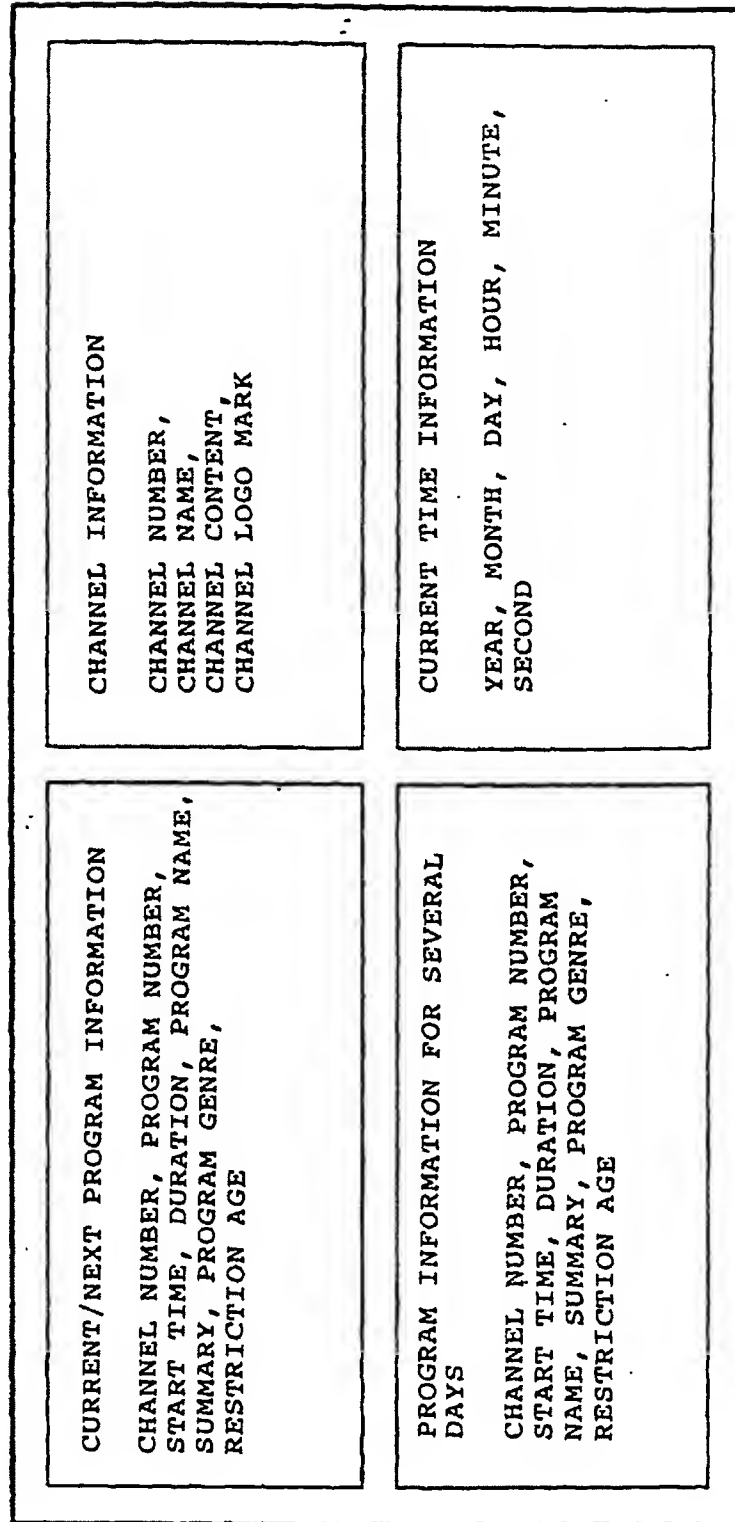 CURRENT/NEXT PROGRAM INFORMATION
CHANNEL NUMBER, PROGRAM NUMBER,
START TIME, DURATION, PROGRAM NAME,
SUMMARY, PROGRAM GENRE,
RESTRICTION AGE
CHANNEL INFORMATION
CHANNEL NUMBER,
CHANNEL NAME,
CHANNEL CONTENT,
CHANNEL LOGO MARK
PROGRAM INFORMATION FOR SEVERAL
DAYS
CHANNEL NUMBER, PROGRAM NUMBER,
START TIME, DURATION, PROGRAM
NAME, SUMMARY, PROGRAM GENRE,
RESTRICTION AGE
CURRENT TIME INFORMATION
YEAR, MONTH, DAY, HOUR, MINUTE,
SECOND